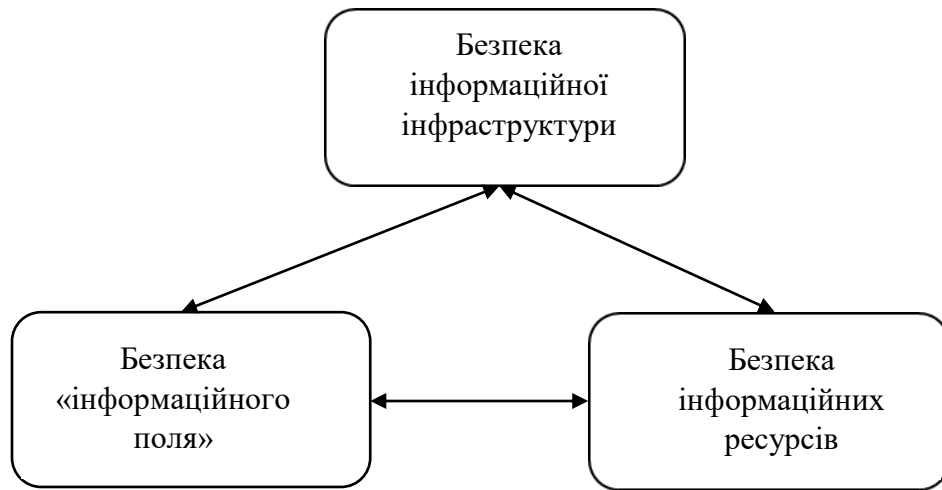 Безпека
інформаційної
інфраструктури
Безпека
«інформаційного
поля»
Безпека
інформаційних
ресурсів